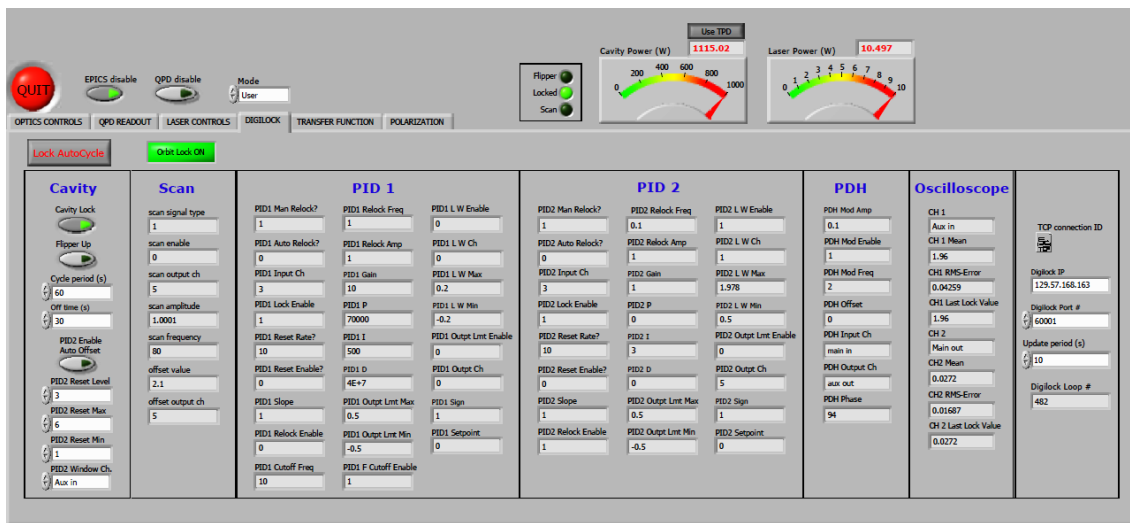 Use TPD
Cavity Power (W) 1115.02
Laser Power (W) 10.497
0 200 400 600 800 1000
0 1 2 3 4 5 6 7 8 9 10
QUIT
EPICS disable
QPD disable
Mode
User
Flipper
Locked
Scan
OPTICS CONTROLS QPD READOUT LASER CONTROLS DIGILOCK TRANSFER FUNCTION POLARIZATION
Lock AutoCycle
Orbit Lock ON
Cavity
Cavity Lock
Flipper Up
Cycle period (s)
60
Off time (s)
30
PID2 Enable
Auto Offset
PID2 Reset Level
3
PID2 Reset Max
6
PID2 Reset Min
1
PID2 Window Ch.
Aux in
Scan
scan signal type
1
scan enable
0
scan output ch
5
scan amplitude
1.0001
scan frequency
80
offset value
2.1
offset output ch
5
PID 1
PID1 Man Relock?
1
PID1 Auto Relock?
0
PID1 Input Ch
3
PID1 Lock Enable
1
PID1 Reset Rate?
10
PID1 Reset Enable?
0
PID1 Slope
1
PID1 Relock Enable
0
PID1 Cutoff Freq
10
PID1 Relock Freq
1
PID1 Relock Amp
1
PID1 Gain
10
PID1 P
70000
PID1 I
500
PID1 D
4E+7
PID1 Outpt Lmt Max
0.5
PID1 Outpt Lmt Min
-0.5
PID1 F Cutoff Enable
1
PID1 L W Enable
0
PID1 L W Ch
1
PID1 L W Max
0.2
PID1 L W Min
-0.2
PID1 Outpt Lmt Enable
0
PID1 Outpt Ch
0
PID1 Sign
1
PID1 Setpoint
0
PID 2
PID2 Man Relock?
1
PID2 Auto Relock?
0
PID2 Input Ch
3
PID2 Lock Enable
1
PID2 Reset Rate?
10
PID2 Reset Enable?
0
PID2 Slope
1
PID2 Relock Enable
1
PID2 Relock Freq
0.1
PID2 Relock Amp
1
PID2 Gain
1
PID2 P
0
PID2 I
3
PID2 D
0
PID2 Outpt Lmt Max
0.5
PID2 Outpt Lmt Min
-0.5
PID2 L W Enable
1
PID2 L W Ch
1
PID2 L W Max
1.978
PID2 L W Min
0.5
PID2 Outpt Lmt Enable
0
PID2 Outpt Ch
5
PID2 Sign
1
PID2 Setpoint
0
PDH
PDH Mod Amp
0.1
PDH Mod Enable
1
PDH Mod Freq
2
PDH Offset
0
PDH Input Ch
main in
PDH Output Ch
aux out
PDH Phase
94
Oscilloscope
CH 1
Aux in
CH 1 Mean
1.96
CH1 RMS-Error
0.04259
CH1 Last Lock Value
1.96
CH 2
Main out
CH2 Mean
0.0272
CH2 RMS-Error
0.01687
CH 2 Last Lock Value
0.0272
TCP connection ID
Digilock IP
129.57.168.163
Digilock Port #
60001
Update period (s)
10
Digilock Loop #
482